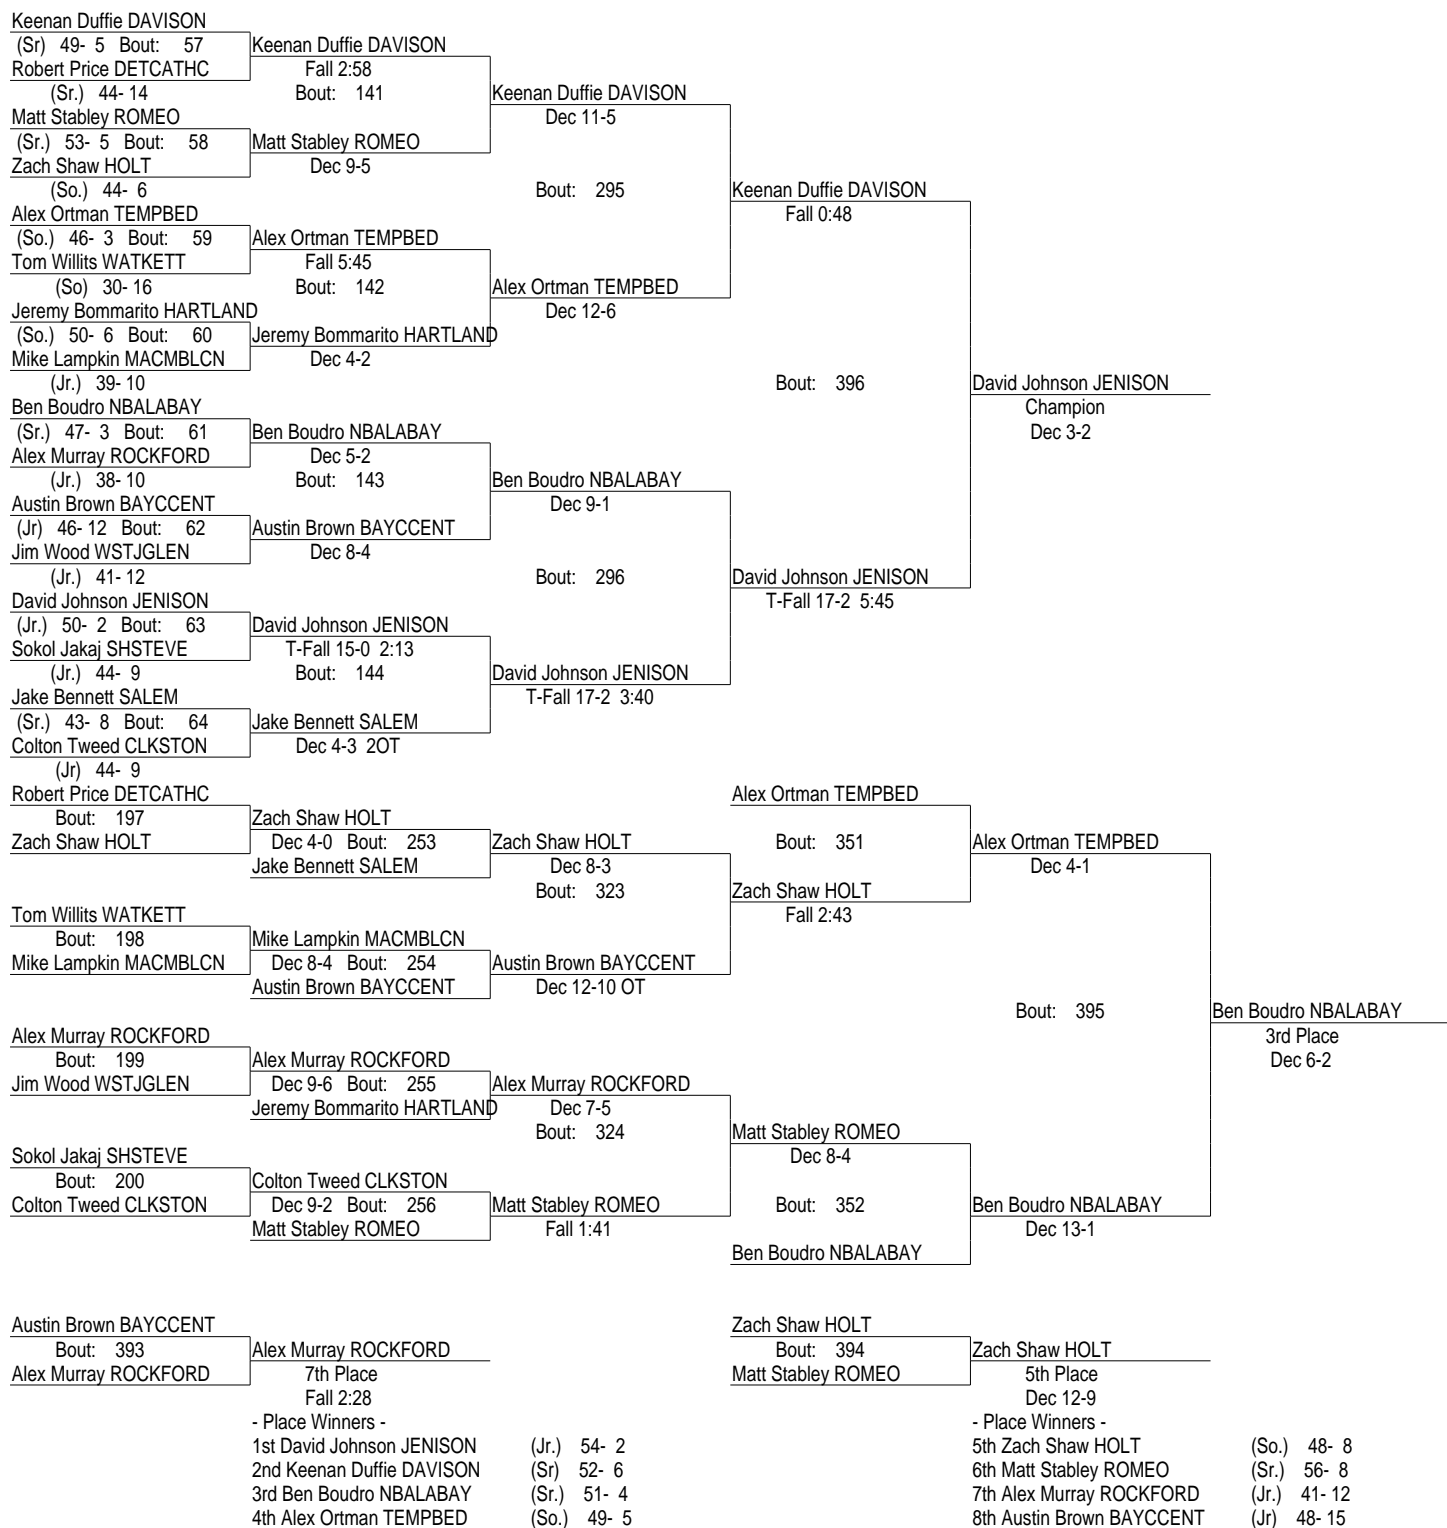 Keenan Duffie DAVISON
(Sr) 49- 5 Bout: 57 Keenan Duffie DAVISON
Robert Price DETCATHC Fall 2:58
(Sr.) 44- 14 Bout: 141 Keenan Duffie DAVISON
Matt Stabley ROMEO Dec 11-5
(Sr.) 53- 5 Bout: 58 Matt Stabley ROMEO
Zach Shaw HOLT Dec 9-5
(So.) 44- 6 Bout: 295 Keenan Duffie DAVISON
Alex Ortman TEMPBED Fall 0:48
(So.) 46- 3 Bout: 59 Alex Ortman TEMPBED
Tom Willits WATKETT Fall 5:45
(So) 30- 16 Bout: 142 Alex Ortman TEMPBED
Jeremy Bommarito HARTLAND Dec 12-6
(So.) 50- 6 Bout: 60 Jeremy Bommarito HARTLAND
Mike Lampkin MACMBLCN Dec 4-2
(Jr.) 39- 10 Bout: 396 David Johnson JENISON
Ben Boudro NBALABAY Champion
(Sr.) 47- 3 Bout: 61 Ben Boudro NBALABAY Dec 3-2
Alex Murray ROCKFORD Dec 5-2
(Jr.) 38- 10 Bout: 143 Ben Boudro NBALABAY
Austin Brown BAYCCENT Dec 9-1
(Jr) 46- 12 Bout: 62 Austin Brown BAYCCENT
Jim Wood WSTJGLEN Dec 8-4
(Jr.) 41- 12 Bout: 296 David Johnson JENISON
David Johnson JENISON T-Fall 17-2 5:45
(Jr.) 50- 2 Bout: 63 David Johnson JENISON
Sokol Jakaj SHSTEVE T-Fall 15-0 2:13
(Jr.) 44- 9 Bout: 144 David Johnson JENISON
Jake Bennett SALEM T-Fall 17-2 3:40
(Sr.) 43- 8 Bout: 64 Jake Bennett SALEM
Colton Tweed CLKSTON Dec 4-3 2OT
(Jr) 44- 9
Robert Price DETCATHC Alex Ortman TEMPBED
Bout: 197 Zach Shaw HOLT
Zach Shaw HOLT Dec 4-0 Bout: 253 Zach Shaw HOLT Bout: 351 Alex Ortman TEMPBED
Jake Bennett SALEM Dec 8-3 Dec 4-1
Bout: 323 Zach Shaw HOLT
Tom Willits WATKETT Fall 2:43
Bout: 198 Mike Lampkin MACMBLCN
Mike Lampkin MACMBLCN Dec 8-4 Bout: 254 Austin Brown BAYCCENT
Austin Brown BAYCCENT Dec 12-10 OT
Bout: 395 Ben Boudro NBALABAY
Alex Murray ROCKFORD 3rd Place
Bout: 199 Alex Murray ROCKFORD Dec 6-2
Jim Wood WSTJGLEN Dec 9-6 Bout: 255 Alex Murray ROCKFORD
Jeremy Bommarito HARTLAND Dec 7-5
Bout: 324 Matt Stabley ROMEO
Sokol Jakaj SHSTEVE Dec 8-4
Bout: 200 Colton Tweed CLKSTON
Colton Tweed CLKSTON Dec 9-2 Bout: 256 Matt Stabley ROMEO Bout: 352 Ben Boudro NBALABAY
Matt Stabley ROMEO Fall 1:41 Dec 13-1
Ben Boudro NBALABAY
Austin Brown BAYCCENT Zach Shaw HOLT
Bout: 393 Alex Murray ROCKFORD Bout: 394 Zach Shaw HOLT
Alex Murray ROCKFORD 7th Place Matt Stabley ROMEO 5th Place
Fall 2:28 Dec 12-9
- Place Winners - - Place Winners -
1st David Johnson JENISON (Jr.) 54- 2 5th Zach Shaw HOLT (So.) 48- 8
2nd Keenan Duffie DAVISON (Sr) 52- 6 6th Matt Stabley ROMEO (Sr.) 56- 8
3rd Ben Boudro NBALABAY (Sr.) 51- 4 7th Alex Murray ROCKFORD (Jr.) 41- 12
4th Alex Ortman TEMPBED (So.) 49- 5 8th Austin Brown BAYCCENT (Jr) 48- 15